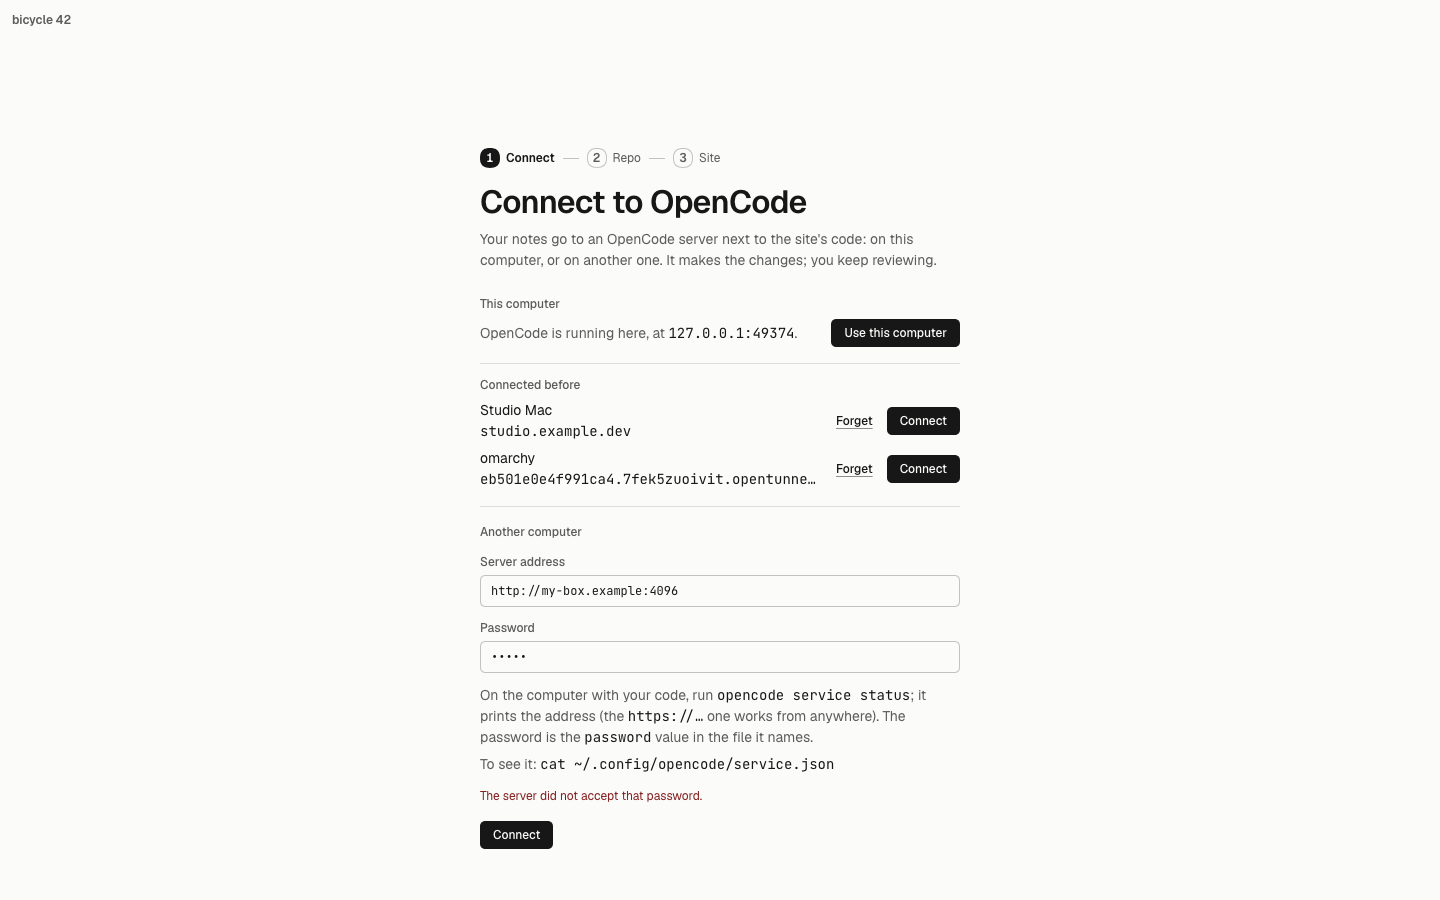 bicycle 42
1 Connect — 2 Repo — 3 Site
Connect to OpenCode
Your notes go to an OpenCode server next to the site's code: on this
computer, or on another one. It makes the changes; you keep reviewing.
This computer
OpenCode is running here, at 127.0.0.1:49374.
Use this computer
Connected before
Studio Mac
studio.example.dev
Forget
Connect
omarchy
eb501e0e4f991ca4.7fek5zuoivit.opentunne…
Forget
Connect
Another computer
Server address
http://my-box.example:4096
Password
•••••
On the computer with your code, run opencode service status; it
prints the address (the https://… one works from anywhere). The
password is the password value in the file it names.
To see it: cat ~/.config/opencode/service.json
The server did not accept that password.
Connect